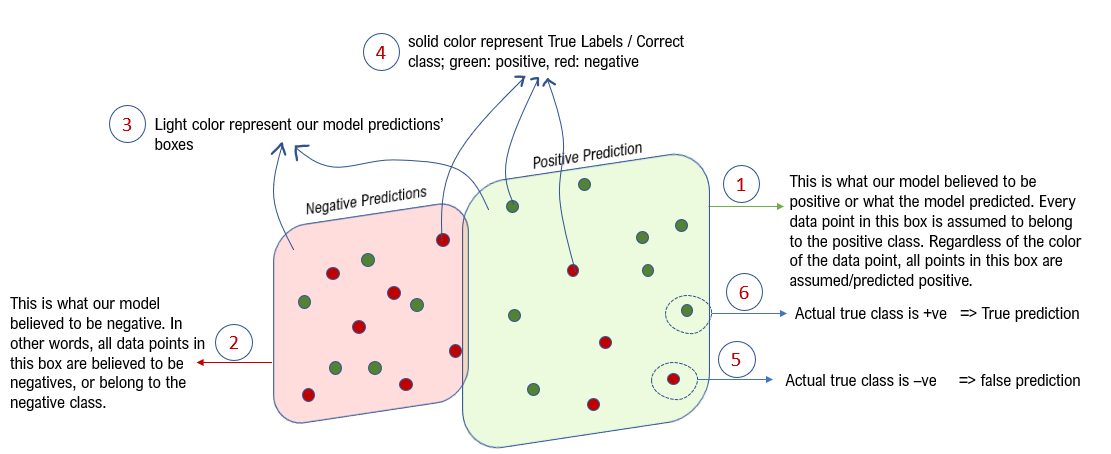 4
solid color represent True Labels / Correct
class; green: positive, red: negative
3
Light color represent our model predictions’
boxes
Positive Prediction
Negative Predictions
1
This is what our model believed to be
positive or what the model predicted. Every
data point in this box is assumed to belong
to the positive class. Regardless of the color
of the data point, all points in this box are
assumed/predicted positive.
6
Actual true class is +ve => True prediction
5
Actual true class is –ve => false prediction
This is what our model
believed to be negative. In
other words, all data points in
this box are believed to be
negatives, or belong to the
negative class.
2